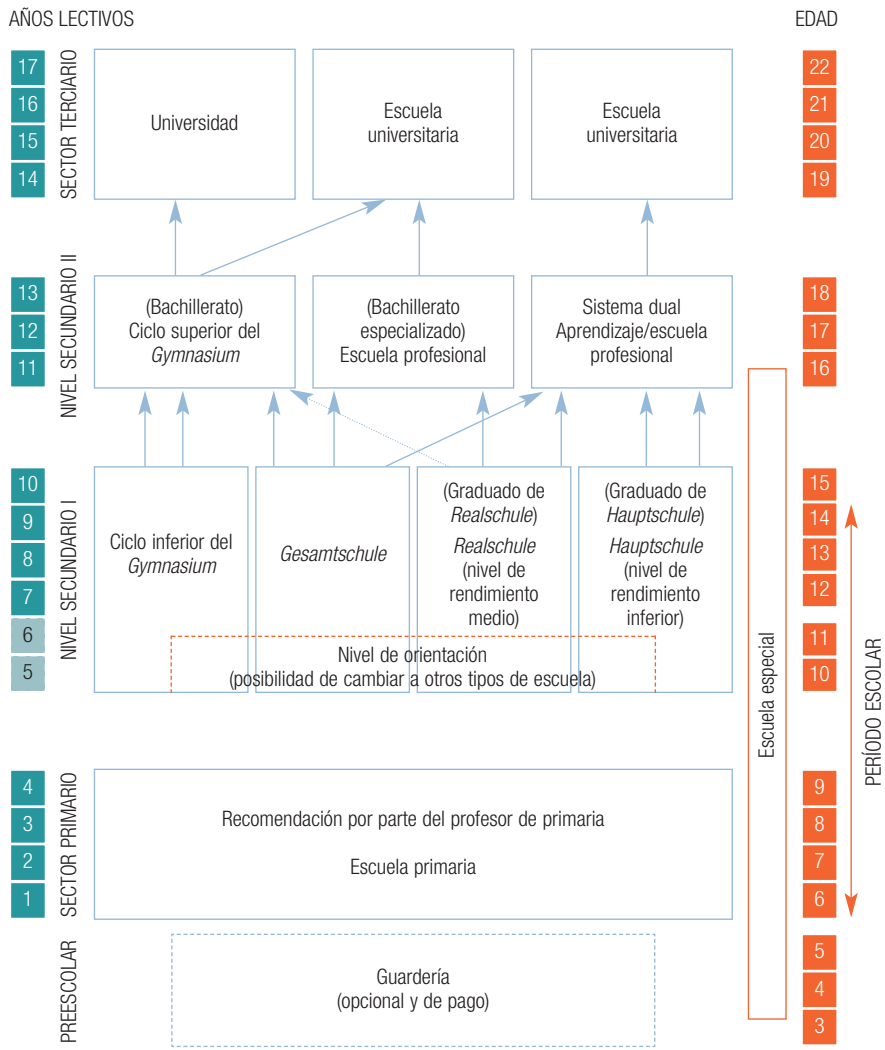 AÑOS LECTIVOS
EDAD
17
16
15
14
SECTOR TERCIARIO
Universidad
Escuela
universitaria
Escuela
universitaria
22
21
20
19
13
12
11
NIVEL SECUNDARIO II
(Bachillerato)
Ciclo superior del
Gymnasium
(Bachillerato
especializado)
Escuela profesional
Sistema dual
Aprendizaje/escuela
profesional
18
17
16
10
9
8
7
6
5
NIVEL SECUNDARIO I
Ciclo inferior del
Gymnasium
Gesamtschule
(Graduado de
Realschule)
Realschule
(nivel de
rendimiento
medio)
(Graduado de
Hauptschule)
Hauptschule
(nivel de
rendimiento
inferior)
Nivel de orientación
(posibilidad de cambiar a otros tipos de escuela)
15
14
13
12
11
10
Escuela especial
PERÍODO ESCOLAR
4
3
2
1
SECTOR PRIMARIO
Recomendación por parte del profesor de primaria
Escuela primaria
9
8
7
6
PREESCOLAR
Guardería
(opcional y de pago)
5
4
3